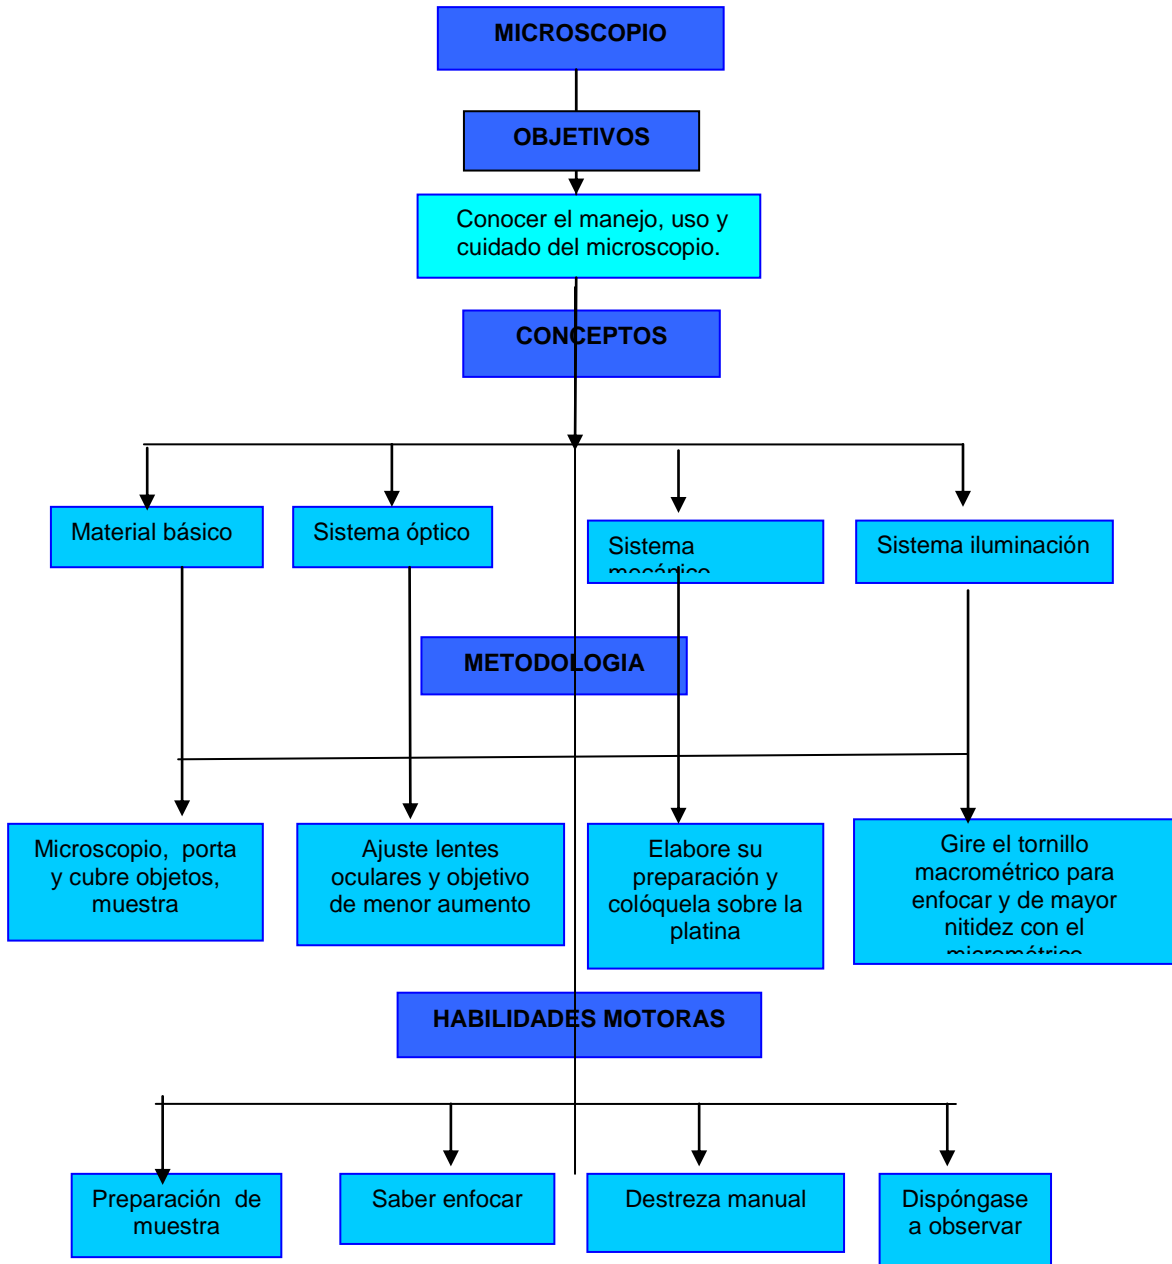 MICROSCOPIO
OBJETIVOS
Conocer el manejo, uso y
cuidado del microscopio.
CONCEPTOS
Material básico
Sistema óptico
Sistema
mecánico
Sistema iluminación
METODOLOGIA
Microscopio, porta
y cubre objetos,
muestra
Ajuste lentes
oculares y objetivo
de menor aumento
Elabore su
preparación y
colóquela sobre la
platina
Gire el tornillo
macrométrico para
enfocar y de mayor
nitidez con el
micrométrico
HABILIDADES MOTORAS
Preparación de
muestra
Saber enfocar
Destreza manual
Dispóngase
a observar